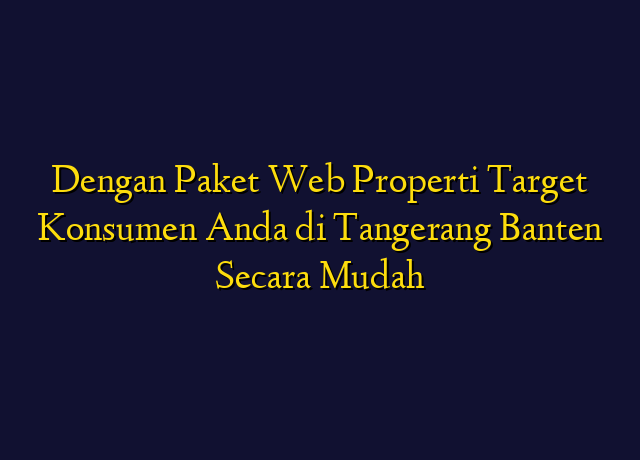 Dengan Paket Web Properti Target
Konsumen Anda di Tangerang Banten
Secara Mudah